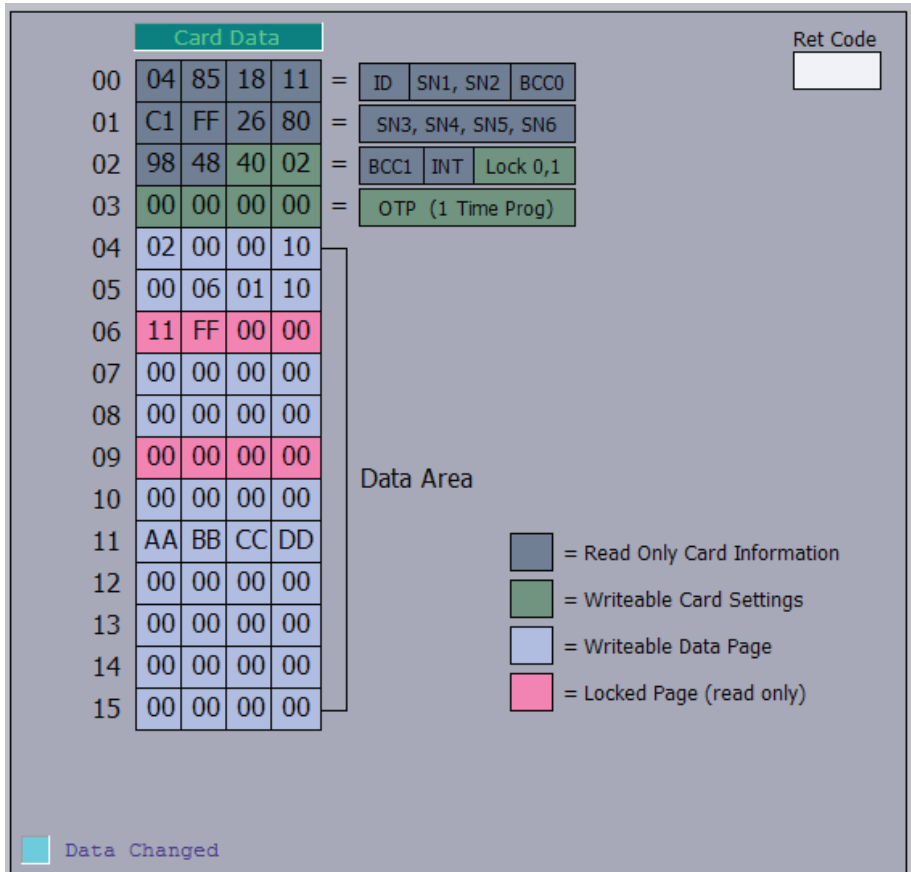 Card Data
Ret Code
00 04 85 18 11 = ID SN1, SN2 BCC0
01 C1 FF 26 80 = SN3, SN4, SN5, SN6
02 98 48 40 02 = BCC1 INT Lock 0,1
03 00 00 00 00 = OTP (1 Time Prog)
04 02 00 00 10
05 00 06 01 10
06 11 FF 00 00
07 00 00 00 00
08 00 00 00 00
09 00 00 00 00
Data Area
10 00 00 00 00
11 AA BB CC DD
= Read Only Card Information
12 00 00 00 00
= Writeable Card Settings
13 00 00 00 00
= Writeable Data Page
14 00 00 00 00
= Locked Page (read only)
15 00 00 00 00
Data Changed